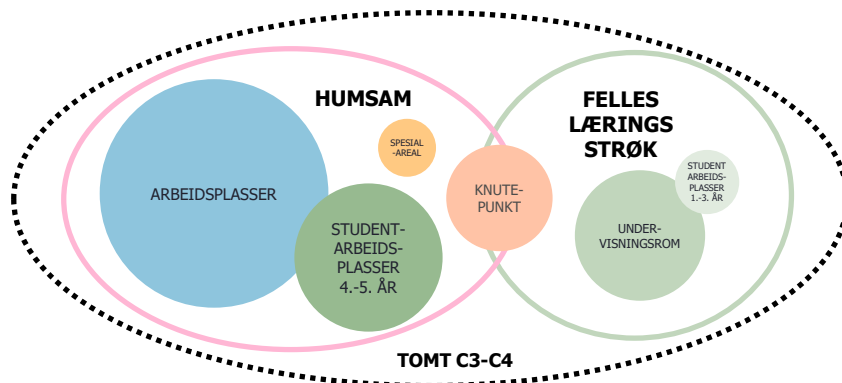 HUMSAM
ARBEIDSPLASSER
SPESIAL
-AREAL
STUDENT-
ARBEIDS-
PLASSER
4.-5. ÅR
KNUTE-
PUNKT
FELLES
LÆRINGS
STRØK
STUDENT
ARBEIDS-
PLASSER
1.-3. ÅR
UNDER-
VISNINGSROM
TOMT C3-C4